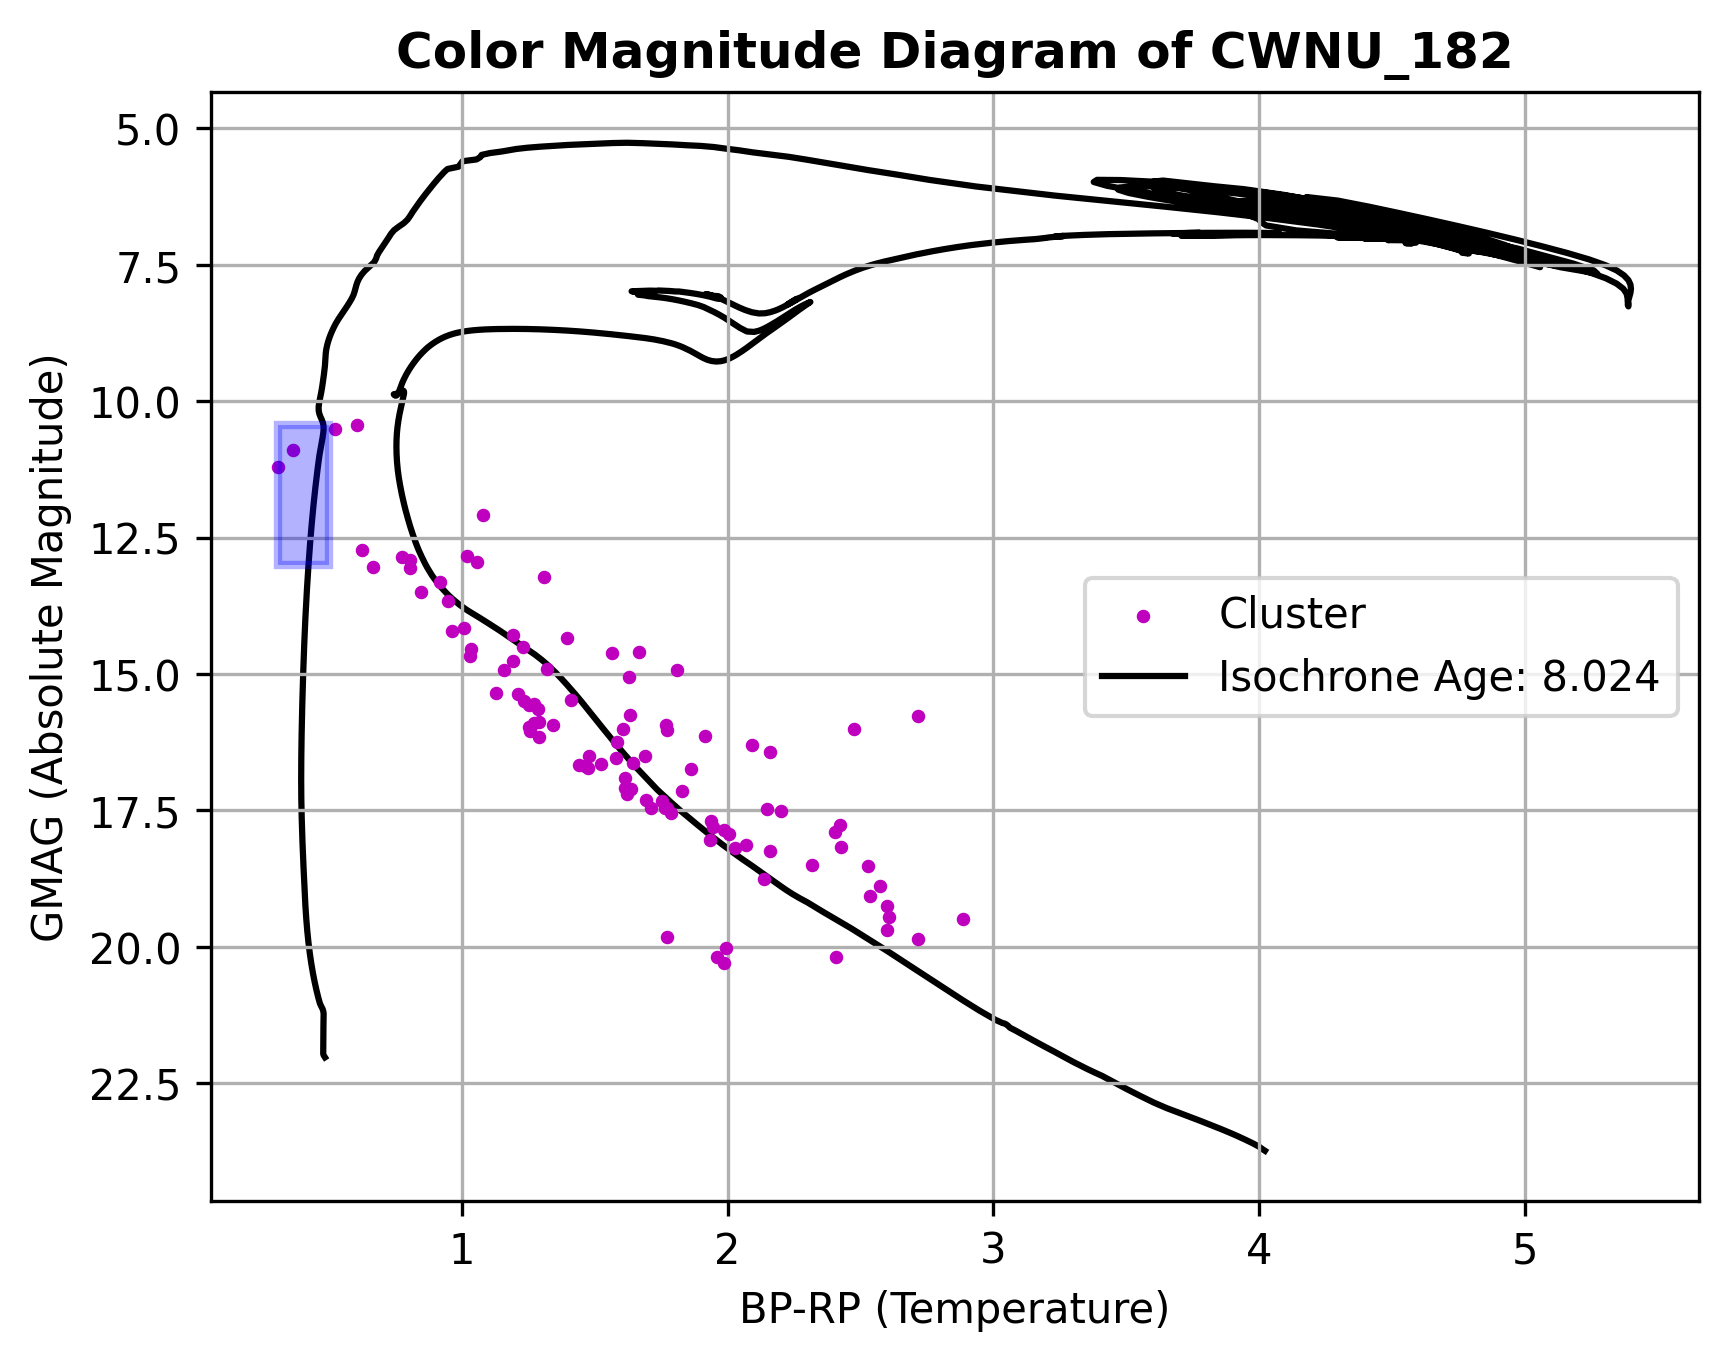 Color Magnitude Diagram of CWNU_182
GMAG (Absolute Magnitude)
5.0
7.5
10.0
12.5
15.0
17.5
20.0
22.5
Cluster
Isochrone Age: 8.024
1 2 3 4 5
BP-RP (Temperature)